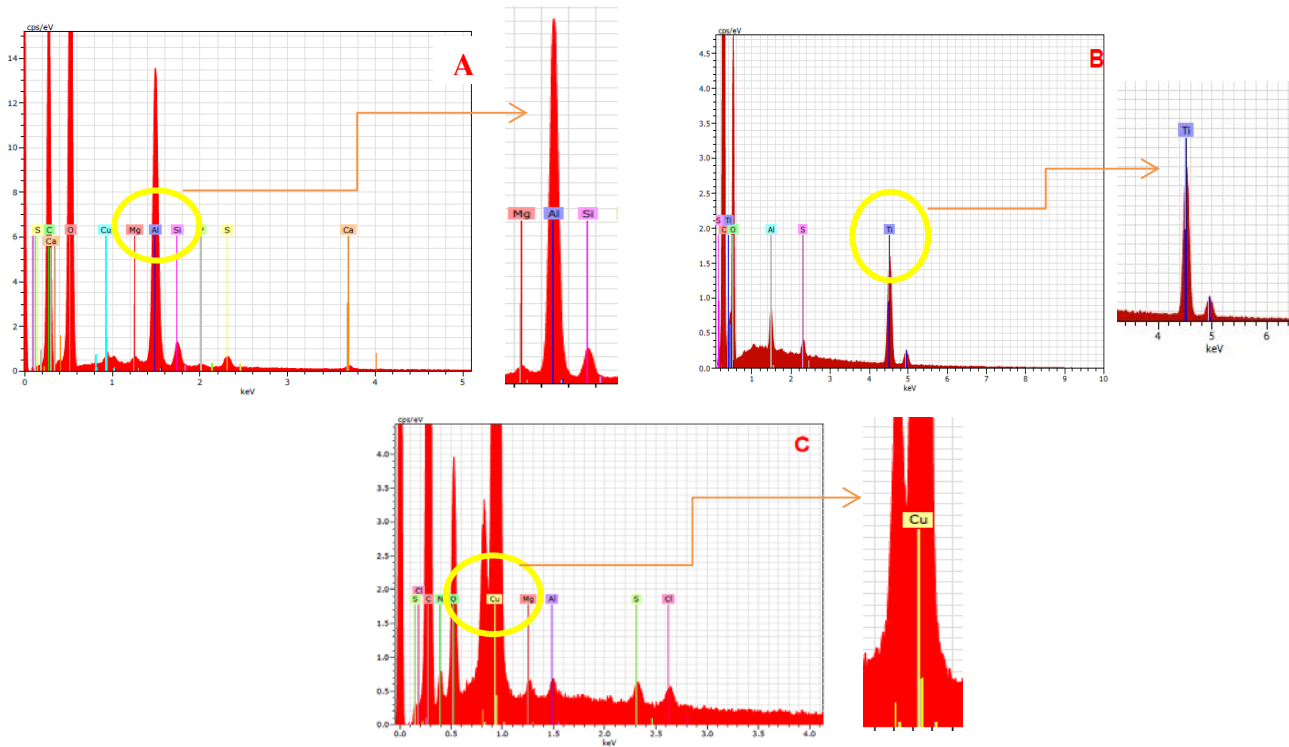 cps/eV
A
14
12
10
8
6
4
2
0
S C O Cu Mg Al Si P S Ca
Ca
0 1 2 3 4 5
keV
Mg Al Si
cps/eV
B
4.5
4.0
3.5
3.0
2.5
2.0
1.5
1.0
0.5
0.0
S Ti
C O Al S Ti
1 2 3 4 5 6 7 8 9 10
keV
Ti
4 5 6
keV
cps/eV
C
4.0
3.5
3.0
2.5
2.0
1.5
1.0
0.5
0.0
Cl
S C N O Cu Mg Al S Cl
0.0 0.5 1.0 1.5 2.0 2.5 3.0 3.5 4.0
keV
Cu